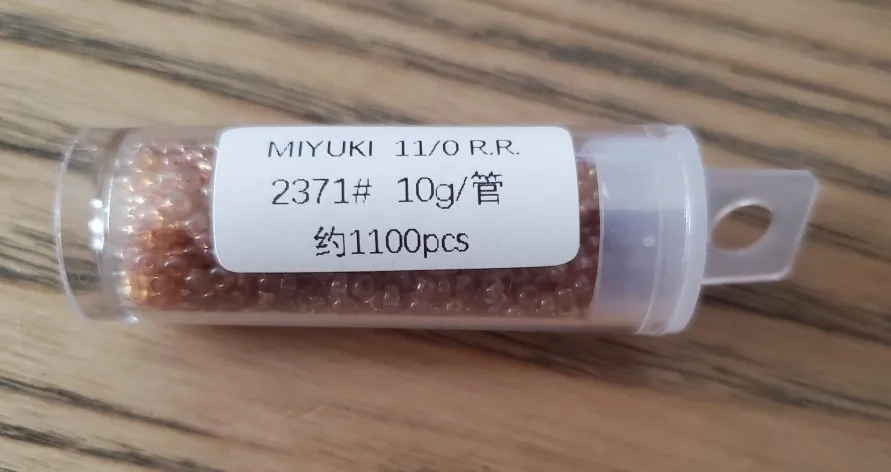 MIYUKI 11/0 R.R.
2371# 10g/管
约1100pcs